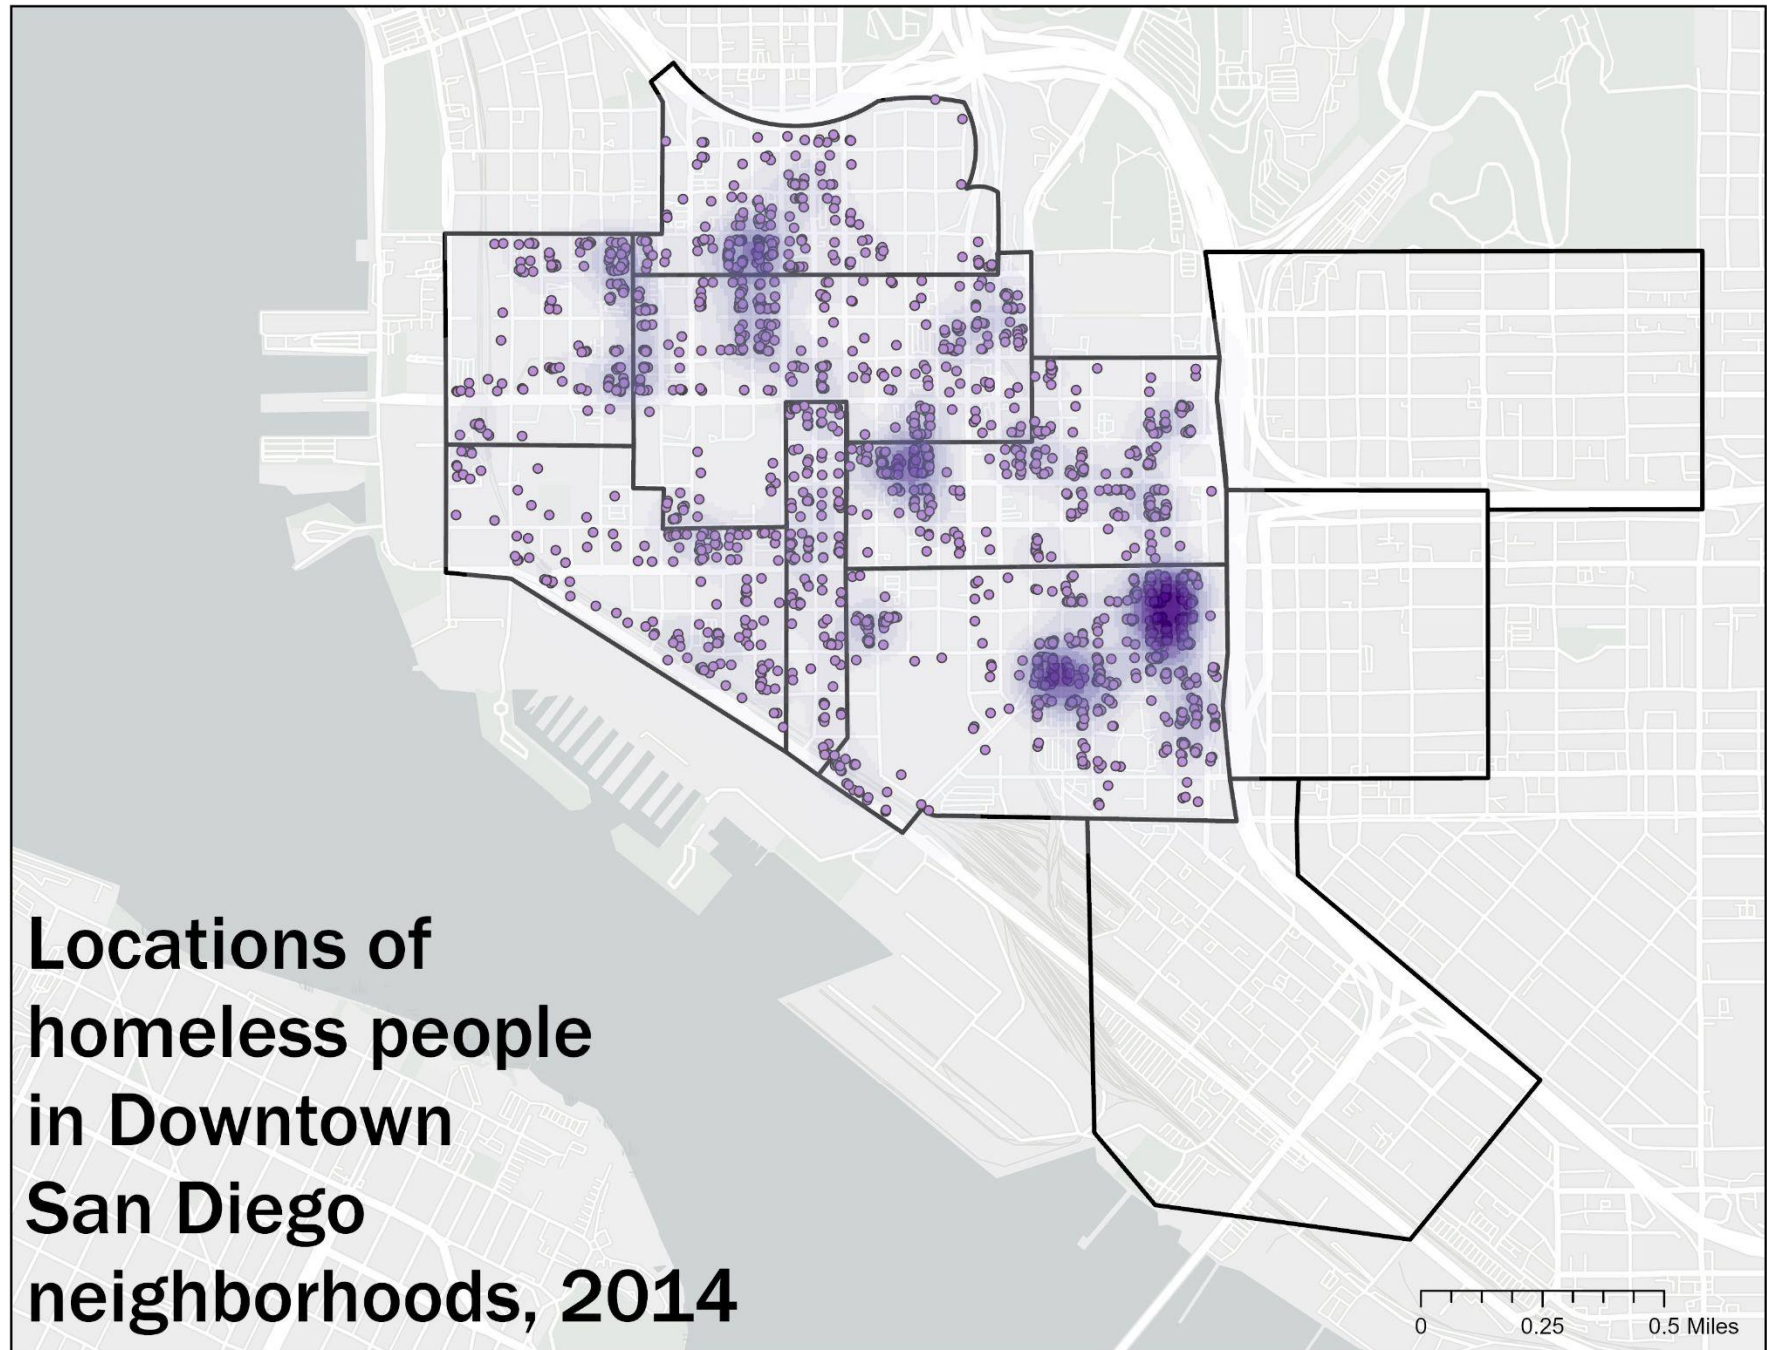 Locations of
homeless people
in Downtown
San Diego
neighborhoods, 2014
0 0.25 0.5 Miles